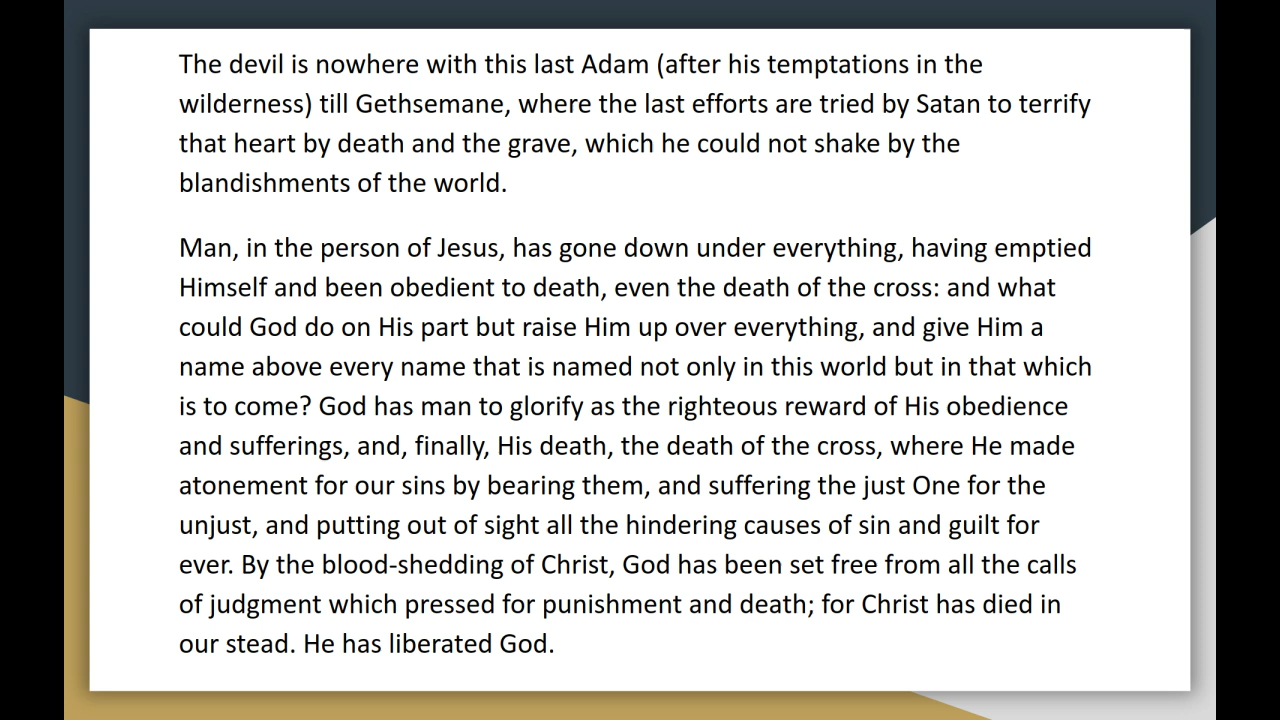 The devil is nowhere with this last Adam (after his temptations in the
wilderness) till Gethsemane, where the last efforts are tried by Satan to terrify
that heart by death and the grave, which he could not shake by the
blandishments of the world.
Man, in the person of Jesus, has gone down under everything, having emptied
Himself and been obedient to death, even the death of the cross: and what
could God do on His part but raise Him up over everything, and give Him a
name above every name that is named not only in this world but in that which
is to come? God has man to glorify as the righteous reward of His obedience
and sufferings, and, finally, His death, the death of the cross, where He made
atonement for our sins by bearing them, and suffering the just One for the
unjust, and putting out of sight all the hindering causes of sin and guilt for
ever. By the blood-shedding of Christ, God has been set free from all the calls
of judgment which pressed for punishment and death; for Christ has died in
our stead. He has liberated God.